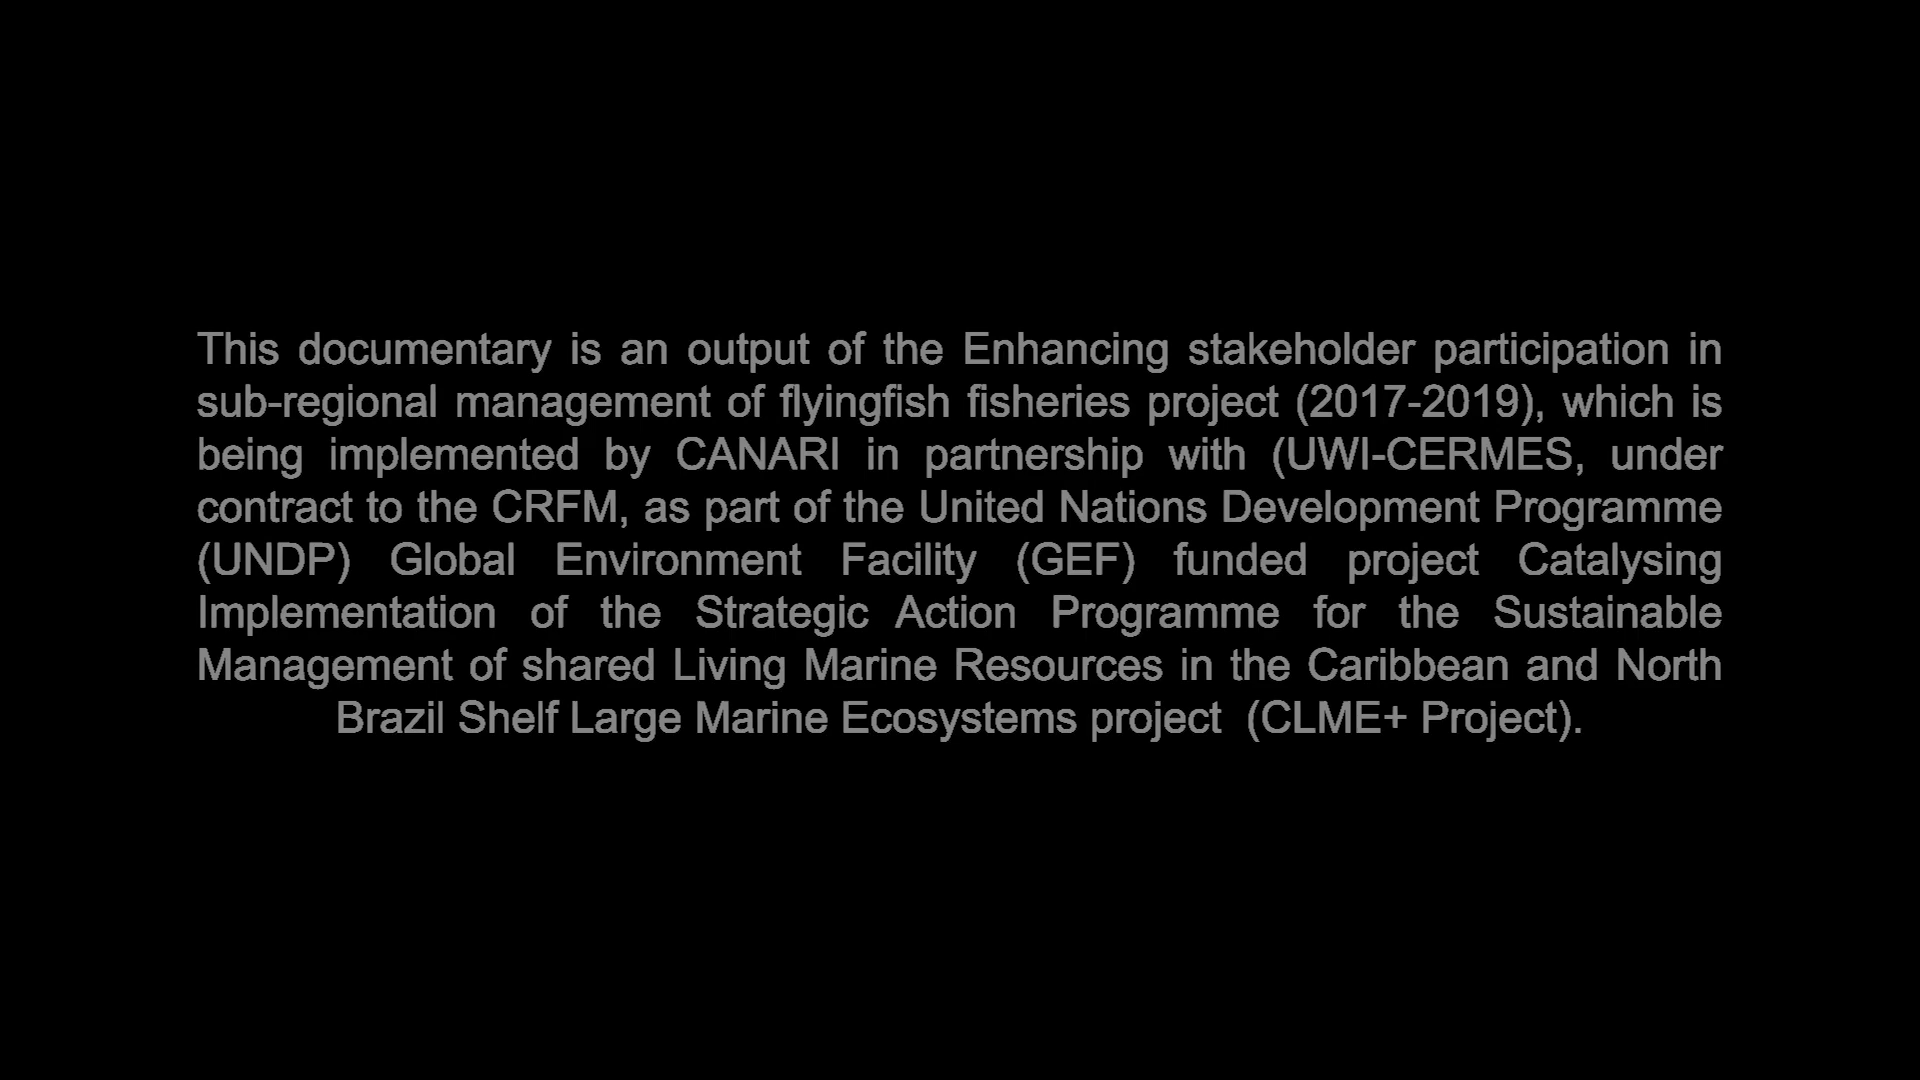 This documentary is an output of the Enhancing stakeholder participation in
sub-regional management of flyingfish fisheries project (2017-2019), which is
being implemented by CANARI in partnership with (UWI-CERMES, under
contract to the CRFM, as part of the United Nations Development Programme
(UNDP) Global Environment Facility (GEF) funded project Catalysing
Implementation of the Strategic Action Programme for the Sustainable
Management of shared Living Marine Resources in the Caribbean and North
Brazil Shelf Large Marine Ecosystems project  (CLME+ Project).